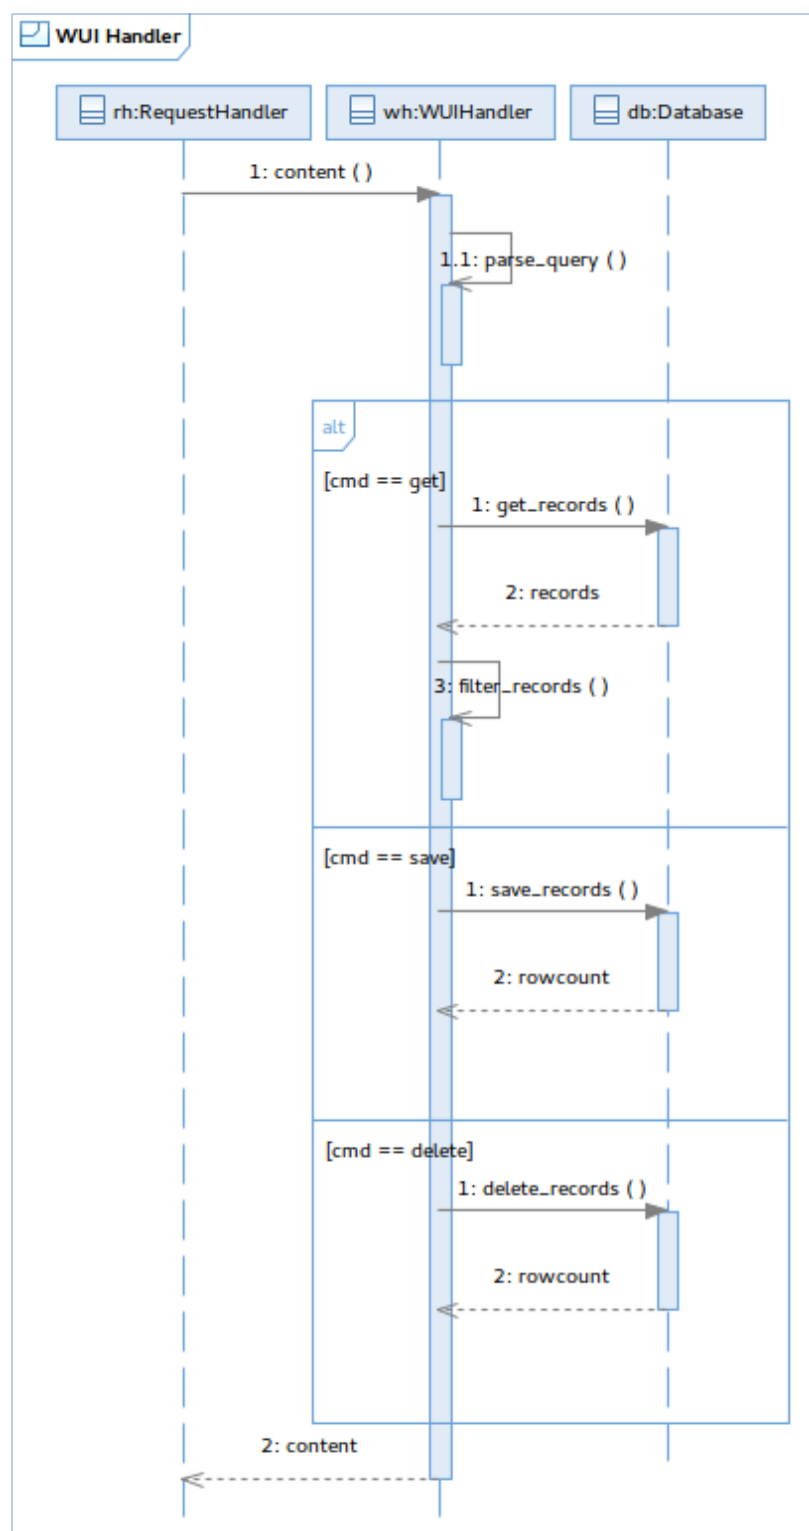 WUI Handler
rh:RequestHandler
wh:WUIHandler
db:Database
1: content ( )
1.1: parse_query ( )
alt
[cmd == get]
1: get_records ( )
2: records
3: filter_records ( )
[cmd == save]
1: save_records ( )
2: rowcount
[cmd == delete]
1: delete_records ( )
2: rowcount
2: content